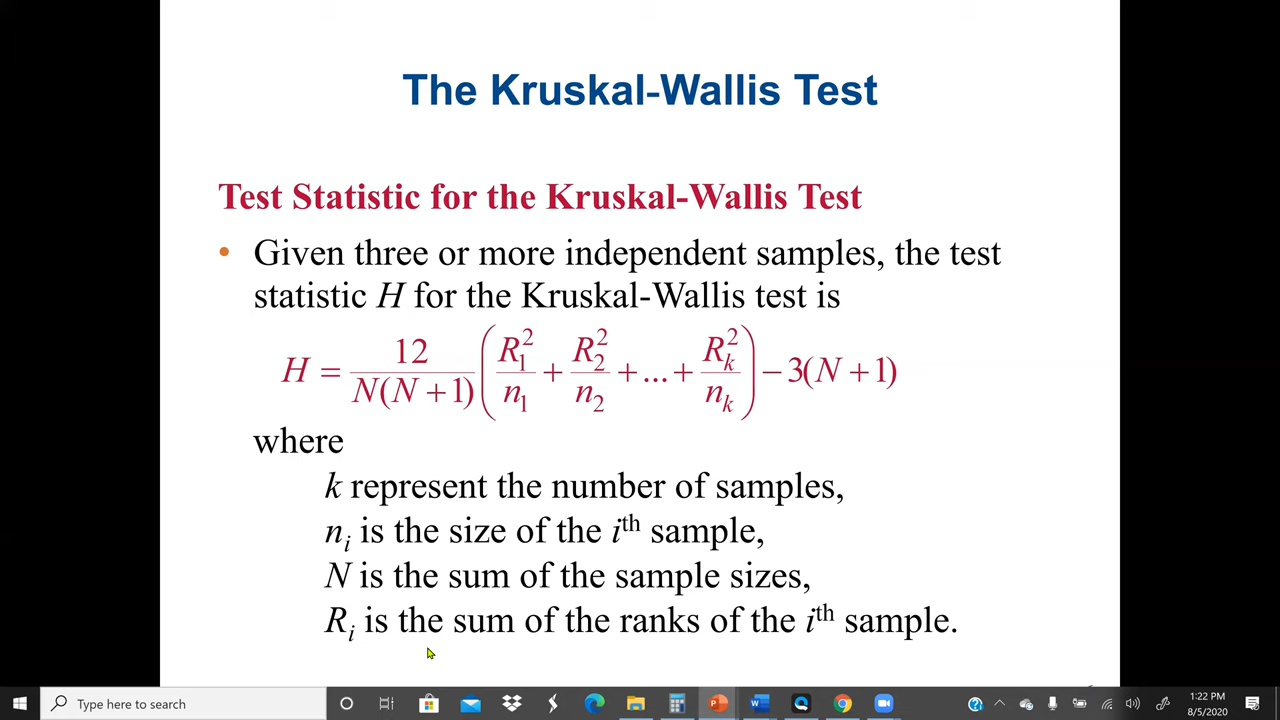 The Kruskal-Wallis Test
Test Statistic for the Kruskal-Wallis Test
• Given three or more independent samples, the test
statistic H for the Kruskal-Wallis test is
H = 12/(N(N + 1)) (R₁²/n₁ + R₂²/n₂ + ... + Rₖ²/nₖ) − 3(N + 1)
where
k represent the number of samples,
nᵢ is the size of the iᵗʰ sample,
N is the sum of the sample sizes,
Rᵢ is the sum of the ranks of the iᵗʰ sample.
Type here to search
1:22 PM
8/5/2020